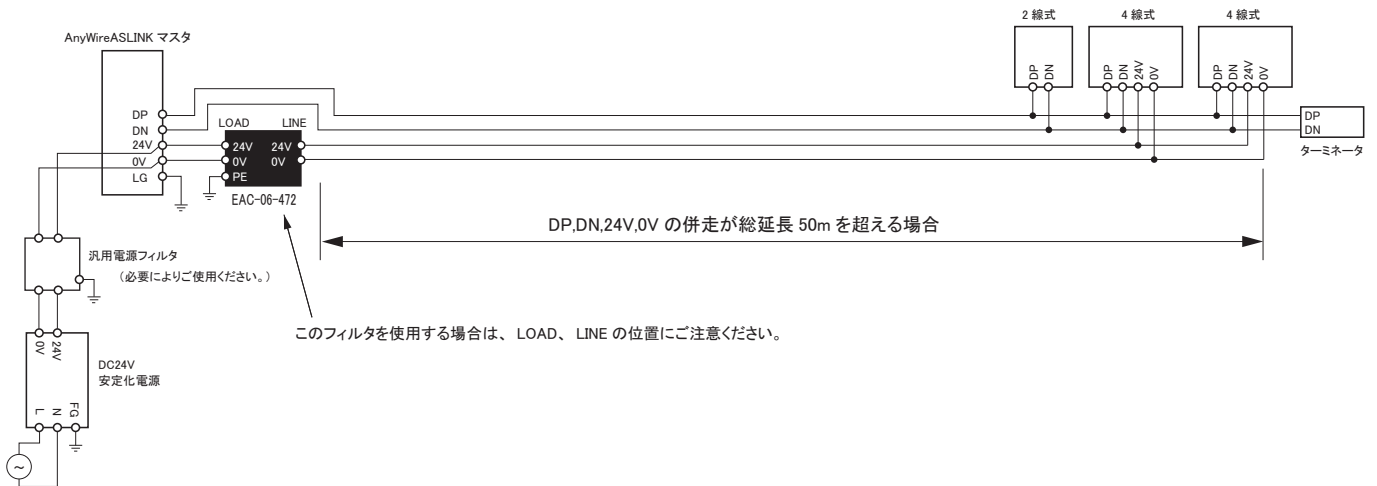 2 線式
4 線式
4 線式
AnyWireASLINK マスタ
DP
DN
24V
0V
DP
DN
24V
0V
DP
DN
DP
DN
24V
0V
LG
LOAD
LINE
24V
0V
PE
24V
0V
EAC-06-472
DP
DN
ターミネータ
DP,DN,24V,0V の併走が総延長 50m を超える場合
汎用電源フィルタ
（必要によりご使用ください。）
このフィルタを使用する場合は、LOAD、LINE の位置にご注意ください。
0V
24V
DC24V
安定化電源
L
N
FG
~